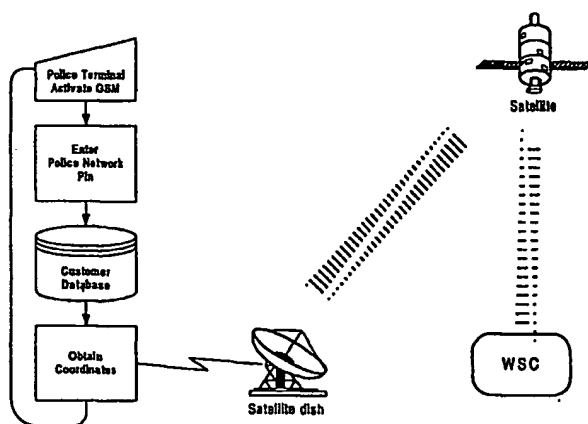 Police Terminal
Activate GSM
Enter
Police Network
Pin
Customer
Database
Obtain
Coordinates
Satellite dish
Satellite
WSC